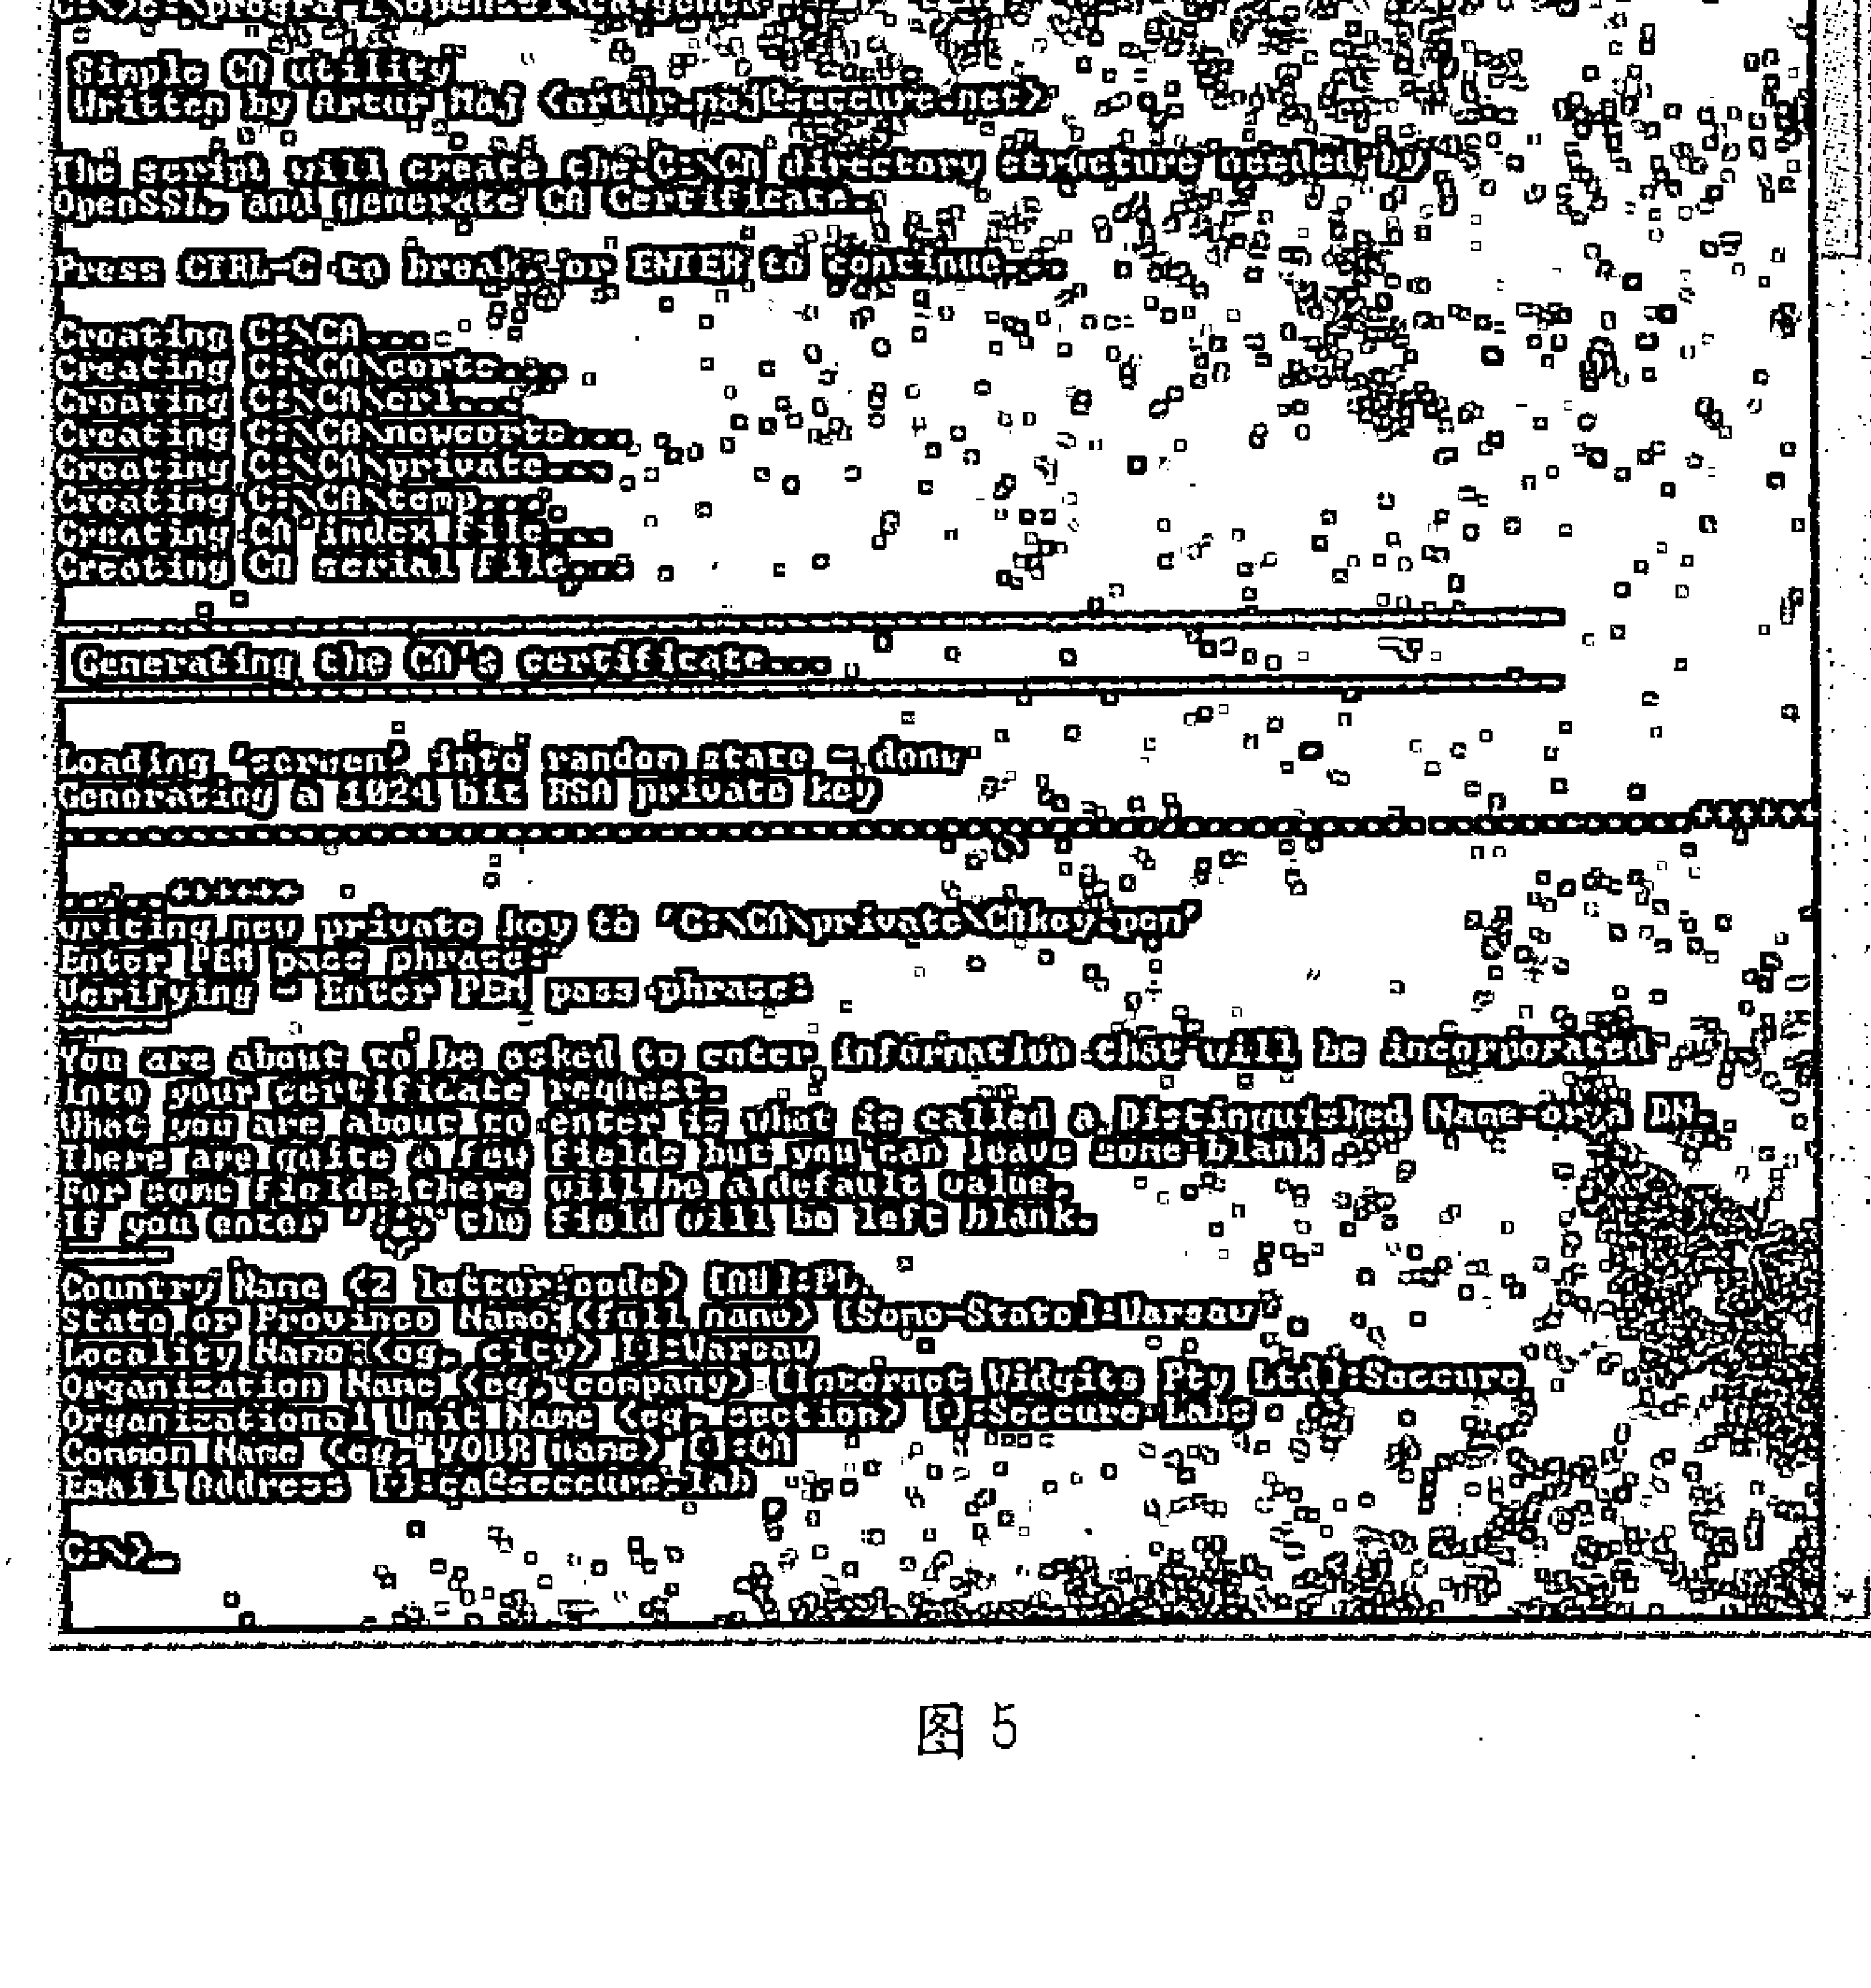 Simple CA utility
Written by Artur Maj <artur.maj@seccure.net>
The script will create the C:\CA directory structure needed by
OpenSSL, and generate CA Certificate.
Press CTRL-C to break, or ENTER to continue...
Creating C:\CA...
Creating C:\CA\certs...
Creating C:\CA\crl...
Creating C:\CA\newcerts...
Creating C:\CA\private...
Creating C:\CA\temp...
Creating CA index file...
Creating CA serial file...
Generating the CA's certificate...
Loading 'screen' into random state - done
Generating a 1024 bit RSA private key
writing new private key to 'C:\CA\private\CAkey.pem'
Enter PEM pass phrase:
Verifying - Enter PEM pass phrase:
-----
You are about to be asked to enter information that will be incorporated
into your certificate request.
What you are about to enter is what is called a Distinguished Name or a DN.
There are quite a few fields but you can leave some blank
For some fields there will be a default value,
If you enter '.', the field will be left blank.
-----
Country Name (2 letter code) [AU]:PL
State or Province Name (full name) [Some-State]:Warsaw
Locality Name (eg, city) []:Warsaw
Organization Name (eg, company) [Internet Widgits Pty Ltd]:Seccure
Organizational Unit Name (eg, section) []:Seccure Labs
Common Name (eg, YOUR name) []:CA
Email Address []:ca@seccure.lab
C:\>_
图 5